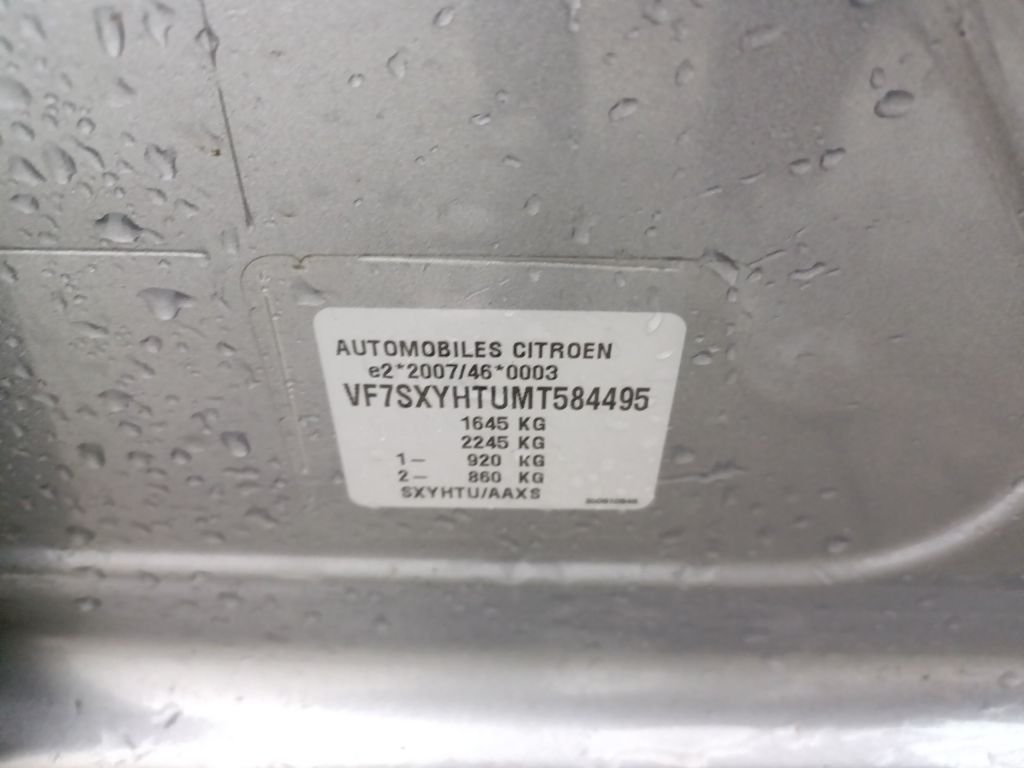 AUTOMOBILES CITROEN
e2*2007/46*0003
VF7SXYHTUMT584495
1645 KG
2245 KG
1- 920 KG
2- 860 KG
SXYHTU/AAXS